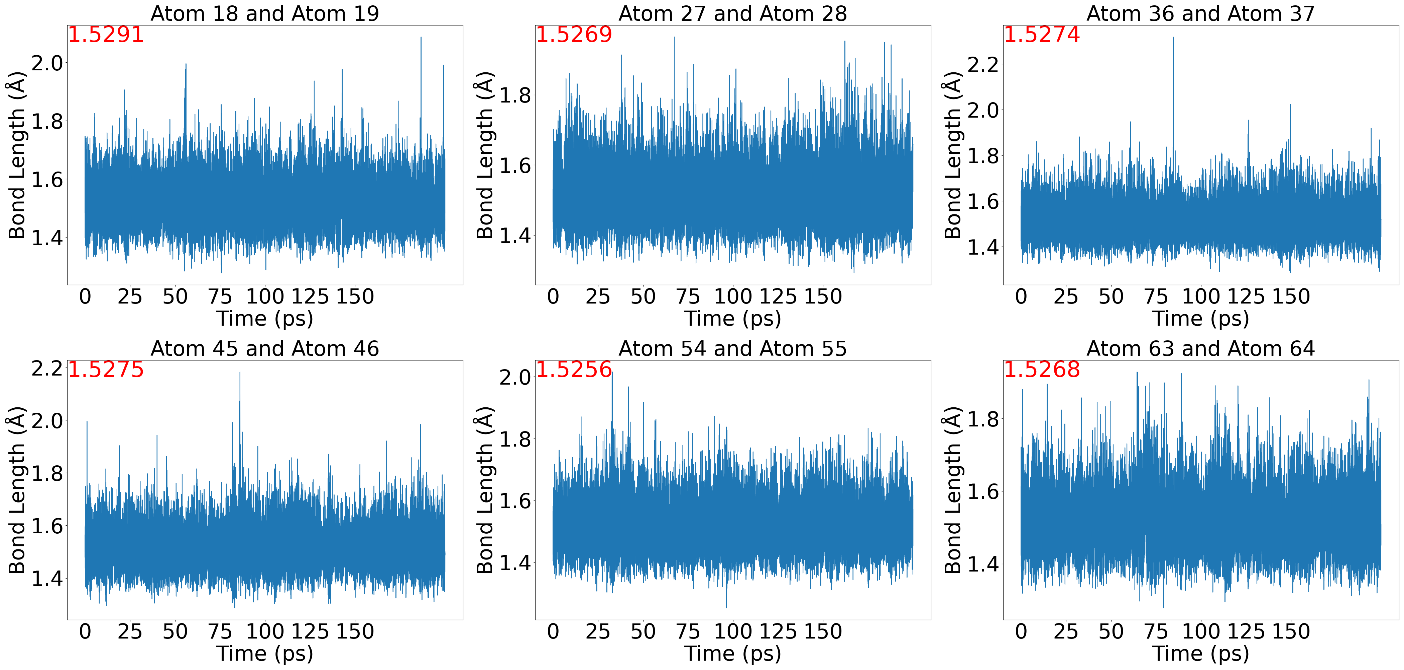 Atom 18 and Atom 19
1.5291
2.0
1.8
1.6
1.4
Bond Length (Å)
0 25 50 75 100 125 150
Time (ps)
Atom 27 and Atom 28
1.5269
1.8
1.6
1.4
Bond Length (Å)
0 25 50 75 100 125 150
Time (ps)
Atom 36 and Atom 37
1.5274
2.2
2.0
1.8
1.6
1.4
Bond Length (Å)
0 25 50 75 100 125 150
Time (ps)
Atom 45 and Atom 46
1.5275
2.2
2.0
1.8
1.6
1.4
Bond Length (Å)
0 25 50 75 100 125 150
Time (ps)
Atom 54 and Atom 55
1.5256
2.0
1.8
1.6
1.4
Bond Length (Å)
0 25 50 75 100 125 150
Time (ps)
Atom 63 and Atom 64
1.5268
1.8
1.6
1.4
Bond Length (Å)
0 25 50 75 100 125 150
Time (ps)